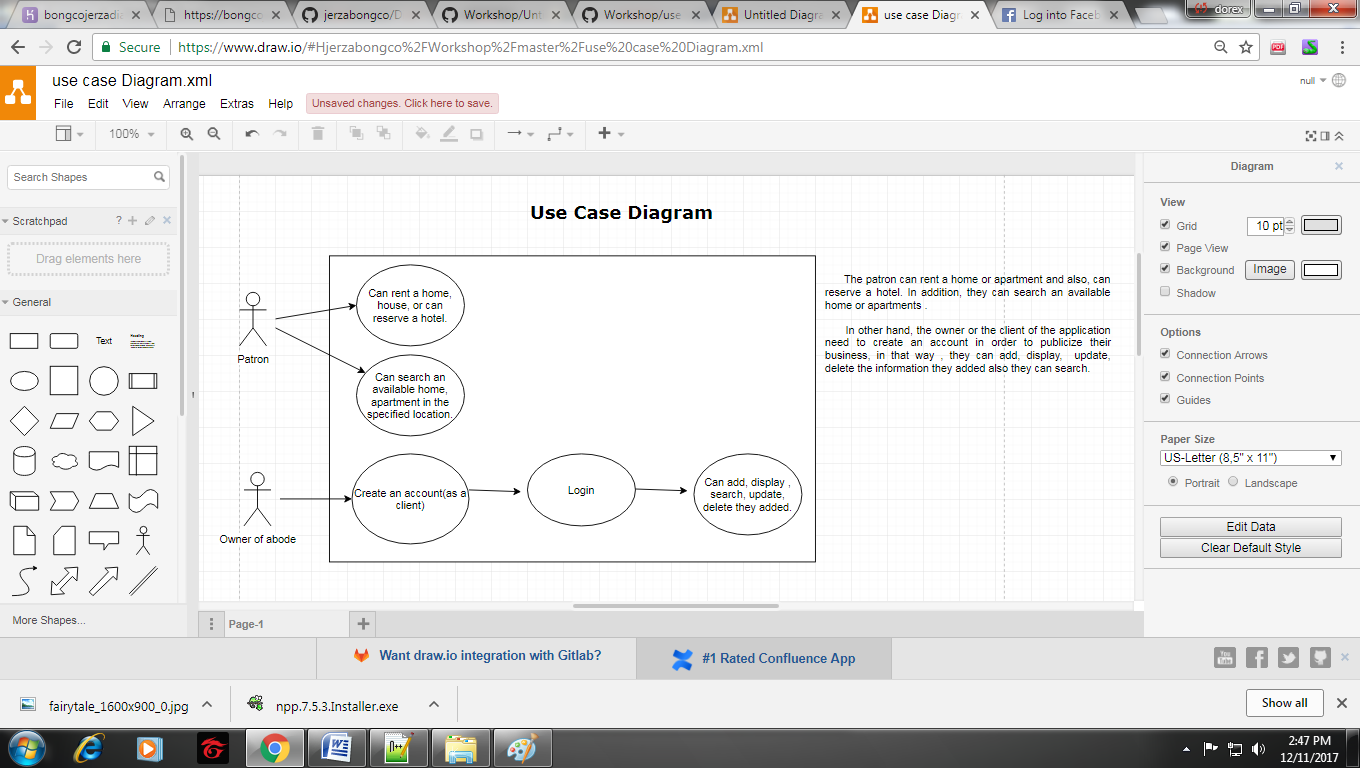 bongcojerzadia
https://bongco
jerzabongco/D
Workshop/Unt
Workshop/use
Untitled Diagra
use case Diagr
Log into Faceb
dorex
Secure
https://www.draw.io/#Hjerzabongco%2FWorkshop%2Fmaster%2Fuse%20case%20Diagram.xml
use case Diagram.xml
null
File Edit View Arrange Extras Help
Unsaved changes. Click here to save.
100%
Search Shapes
Scratchpad
?
Drag elements here
General
Text
Heading
More Shapes...
Use Case Diagram
Can rent a home,
house, or can
reserve a hotel.
Patron
Can search an
available home,
apartment in the
specified location.
Create an account(as a
client)
Login
Can add, display ,
search, update,
delete they added.
Owner of abode
The patron can rent a home or apartment and also, can
reserve a hotel. In addition, they can search an available
home or apartments .
In other hand, the owner or the client of the application
need to create an account in order to publicize their
business, in that way , they can add, display, update,
delete the information they added also they can search.
Diagram
View
Grid
10 pt
Page View
Background
Image
Shadow
Options
Connection Arrows
Connection Points
Guides
Paper Size
US-Letter (8,5" x 11")
Portrait Landscape
Edit Data
Clear Default Style
Page-1
Want draw.io integration with Gitlab?
#1 Rated Confluence App
You
Tube
fairytale_1600x900_0.jpg
npp.7.5.3.Installer.exe
Show all
2:47 PM
12/11/2017